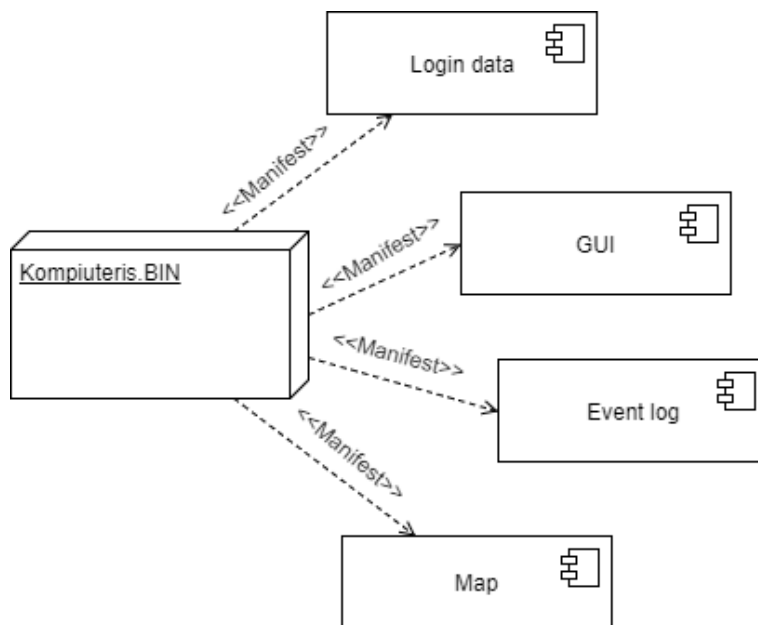 Login data
<<Manifest>>
GUI
<<Manifest>>
Kompiuteris.BIN
<<Manifest>>
Event log
<<Manifest>>
Map